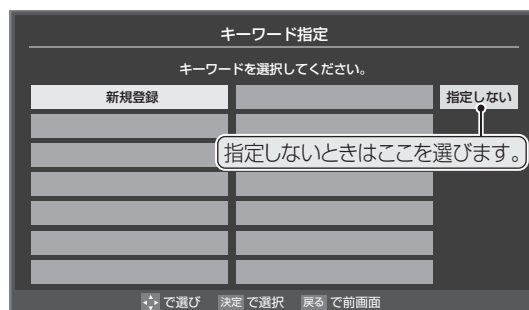 キーワード指定
キーワードを選択してください。
新規登録
指定しない
指定しないときはここを選びます。
で選び 決定 で選択 戻る で前画面